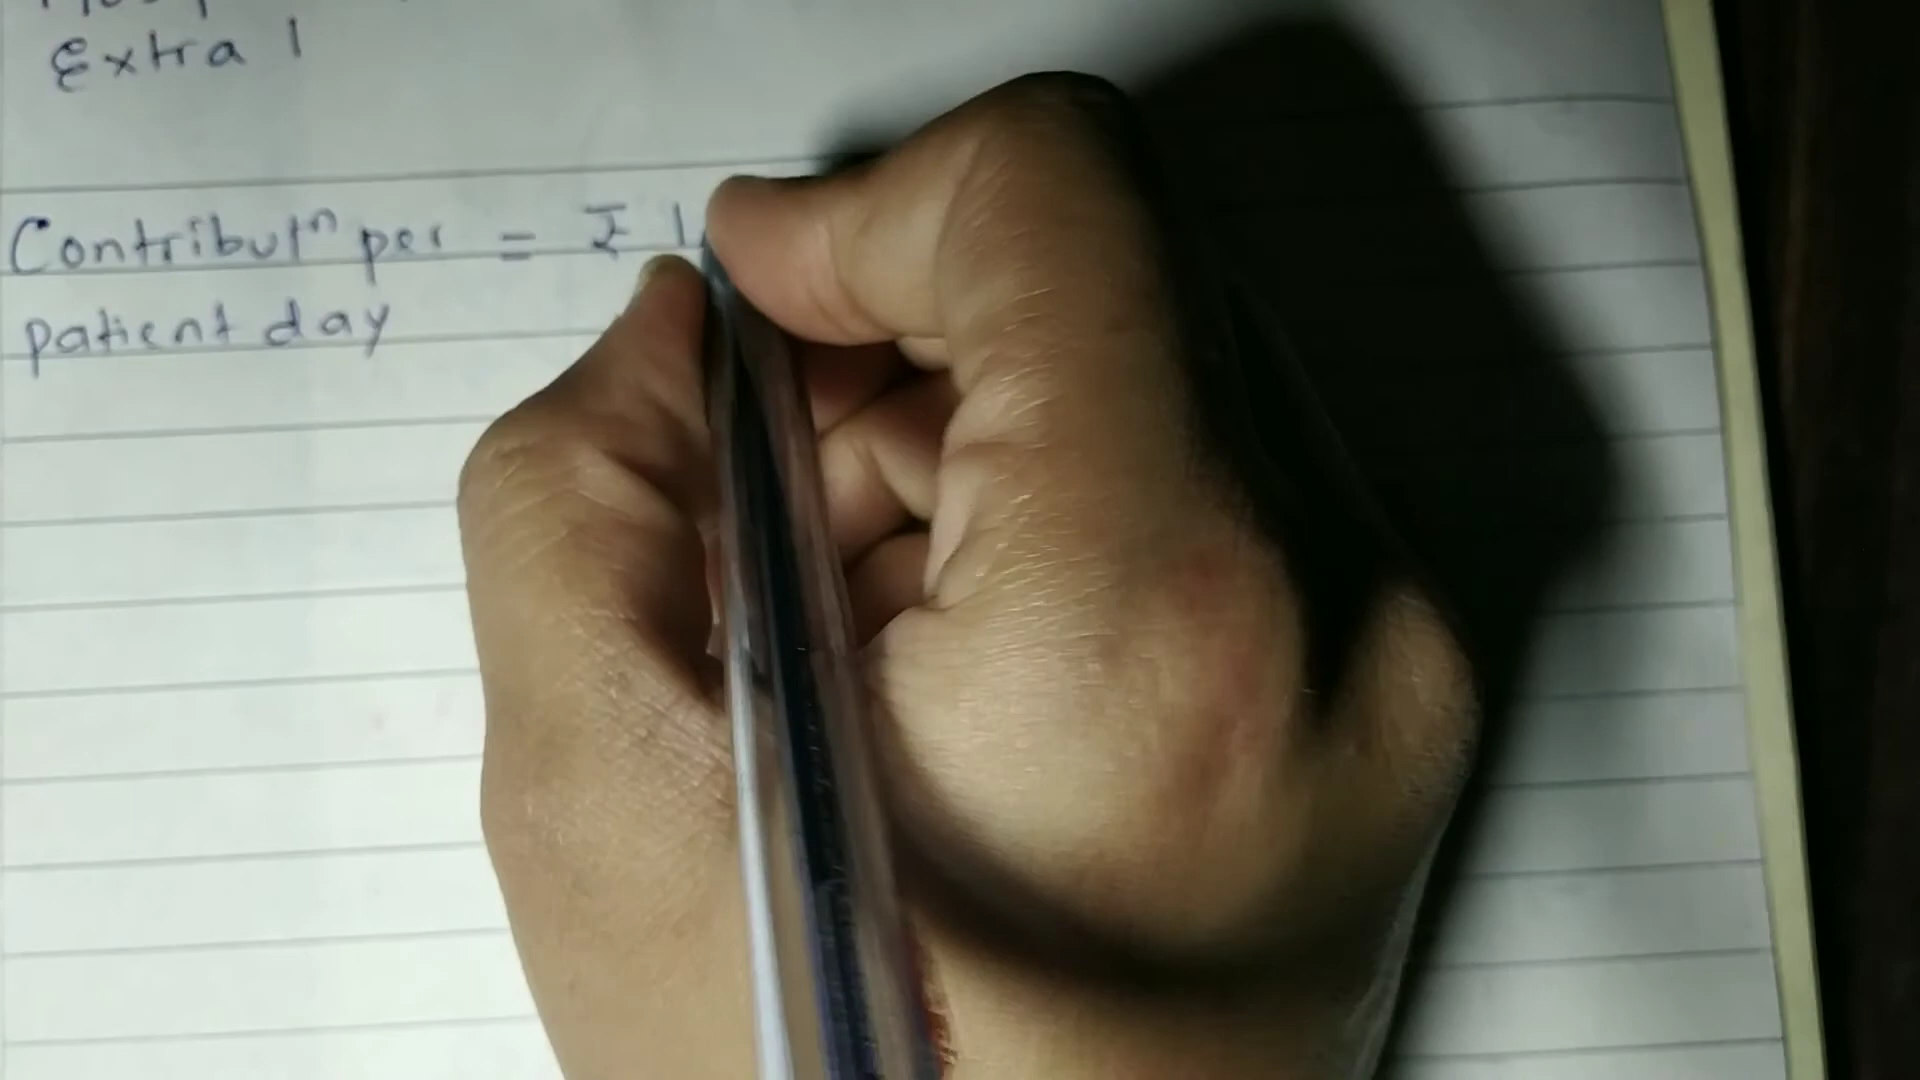 Extra 1
Contributⁿ per = ₹ 1
patient day